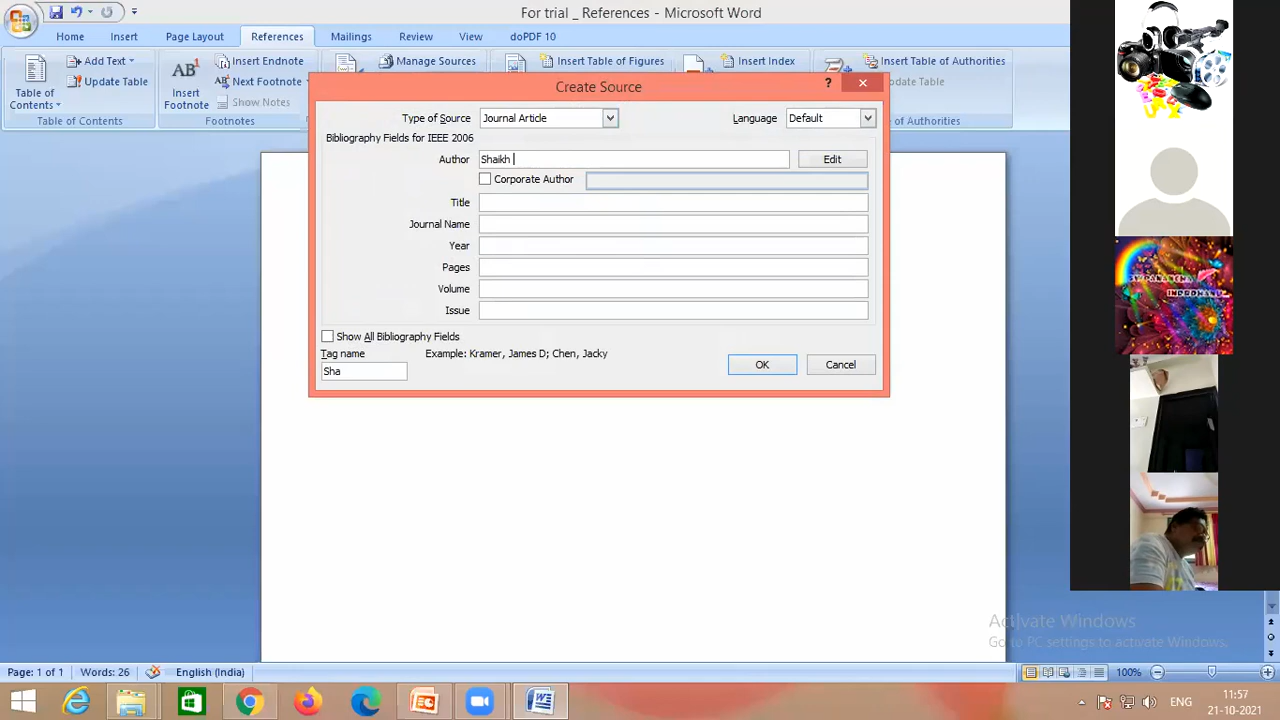 For trial _ References - Microsoft Word
Home Insert Page Layout References Mailings Review View doPDF 10
Add Text Insert Endnote Manage Sources Insert Table of Figures Insert Index Insert Table of Authorities
Update Table Next Footnote Update Table
Table of Contents
Insert Footnote
Show Notes
Table of Contents Footnotes of Authorities
AB¹
Create Source
?
Type of Source Journal Article Language Default
Bibliography Fields for IEEE 2006
Author Shaikh Edit
Corporate Author
Title
Journal Name
Year
Pages
Volume
Issue
Show All Bibliography Fields
Tag name Example: Kramer, James D; Chen, Jacky
Sha OK Cancel
Activate Windows
Go to PC settings to activate Windows.
Page: 1 of 1 Words: 26 English (India) 100%
ENG 11:57
21-10-2021